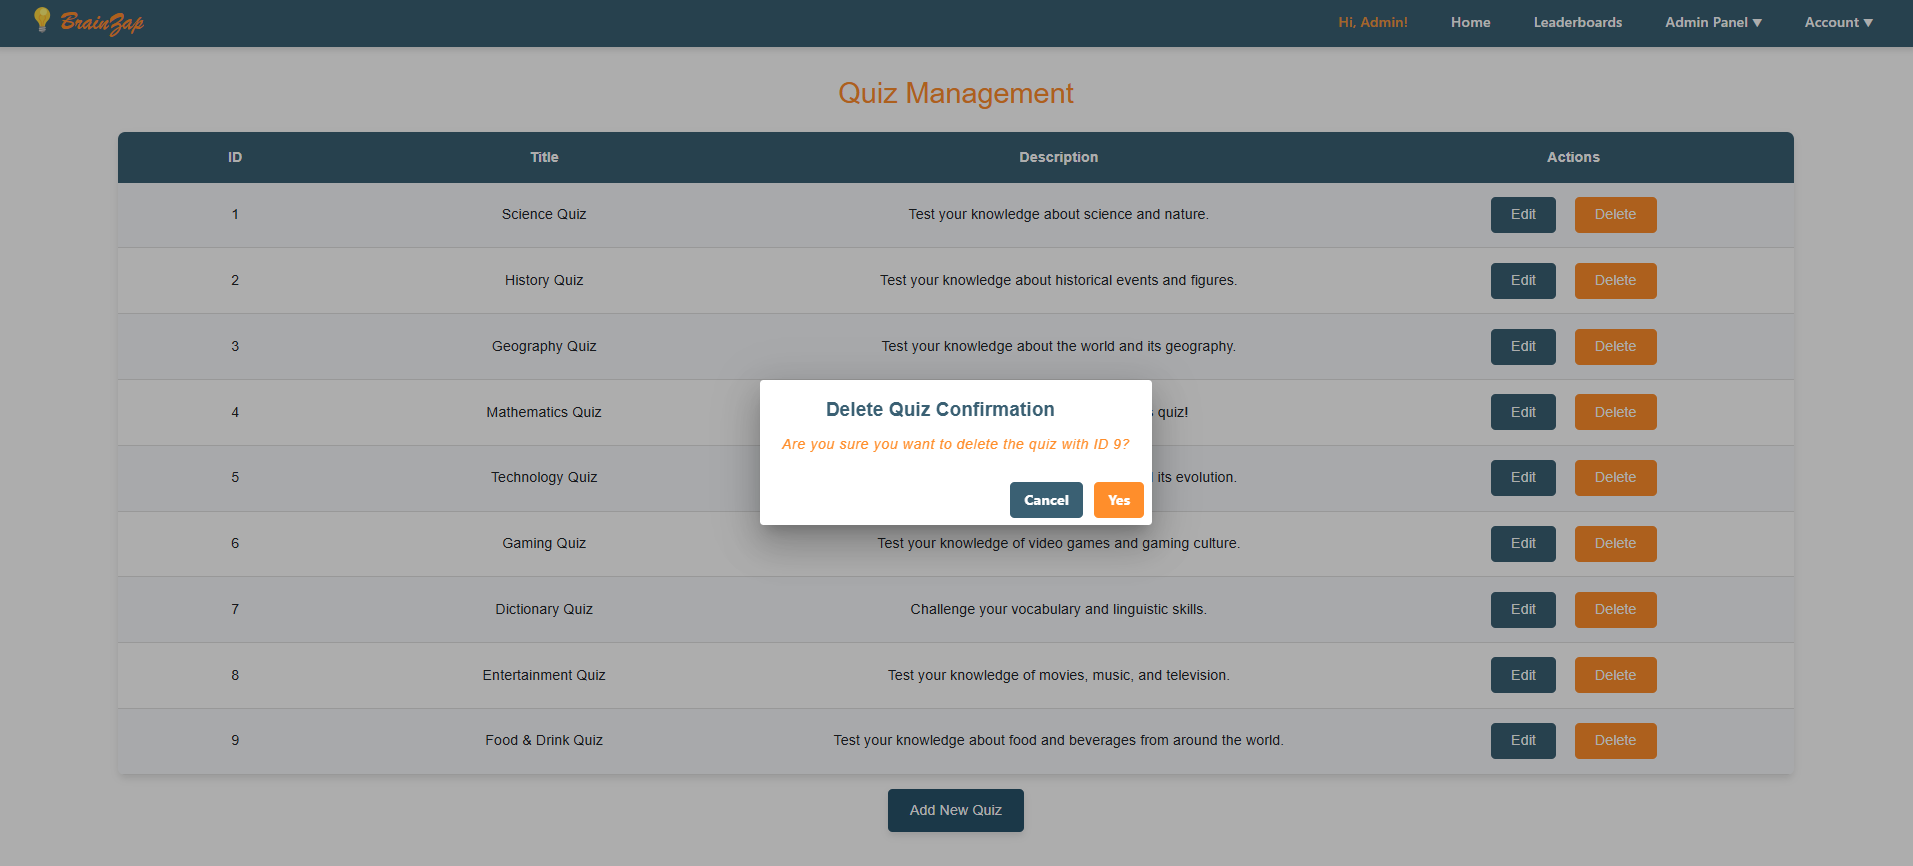 BrainZap
Hi, Admin! Home Leaderboards Admin Panel ▼ Account ▼
Quiz Management
ID Title Description Actions
1 Science Quiz Test your knowledge about science and nature. Edit Delete
2 History Quiz Test your knowledge about historical events and figures. Edit Delete
3 Geography Quiz Test your knowledge about the world and its geography. Edit Delete
4 Mathematics Quiz quiz! Edit Delete
5 Technology Quiz its evolution. Edit Delete
Delete Quiz Confirmation
Are you sure you want to delete the quiz with ID 9?
Cancel Yes
6 Gaming Quiz Test your knowledge of video games and gaming culture. Edit Delete
7 Dictionary Quiz Challenge your vocabulary and linguistic skills. Edit Delete
8 Entertainment Quiz Test your knowledge of movies, music, and television. Edit Delete
9 Food & Drink Quiz Test your knowledge about food and beverages from around the world. Edit Delete
Add New Quiz